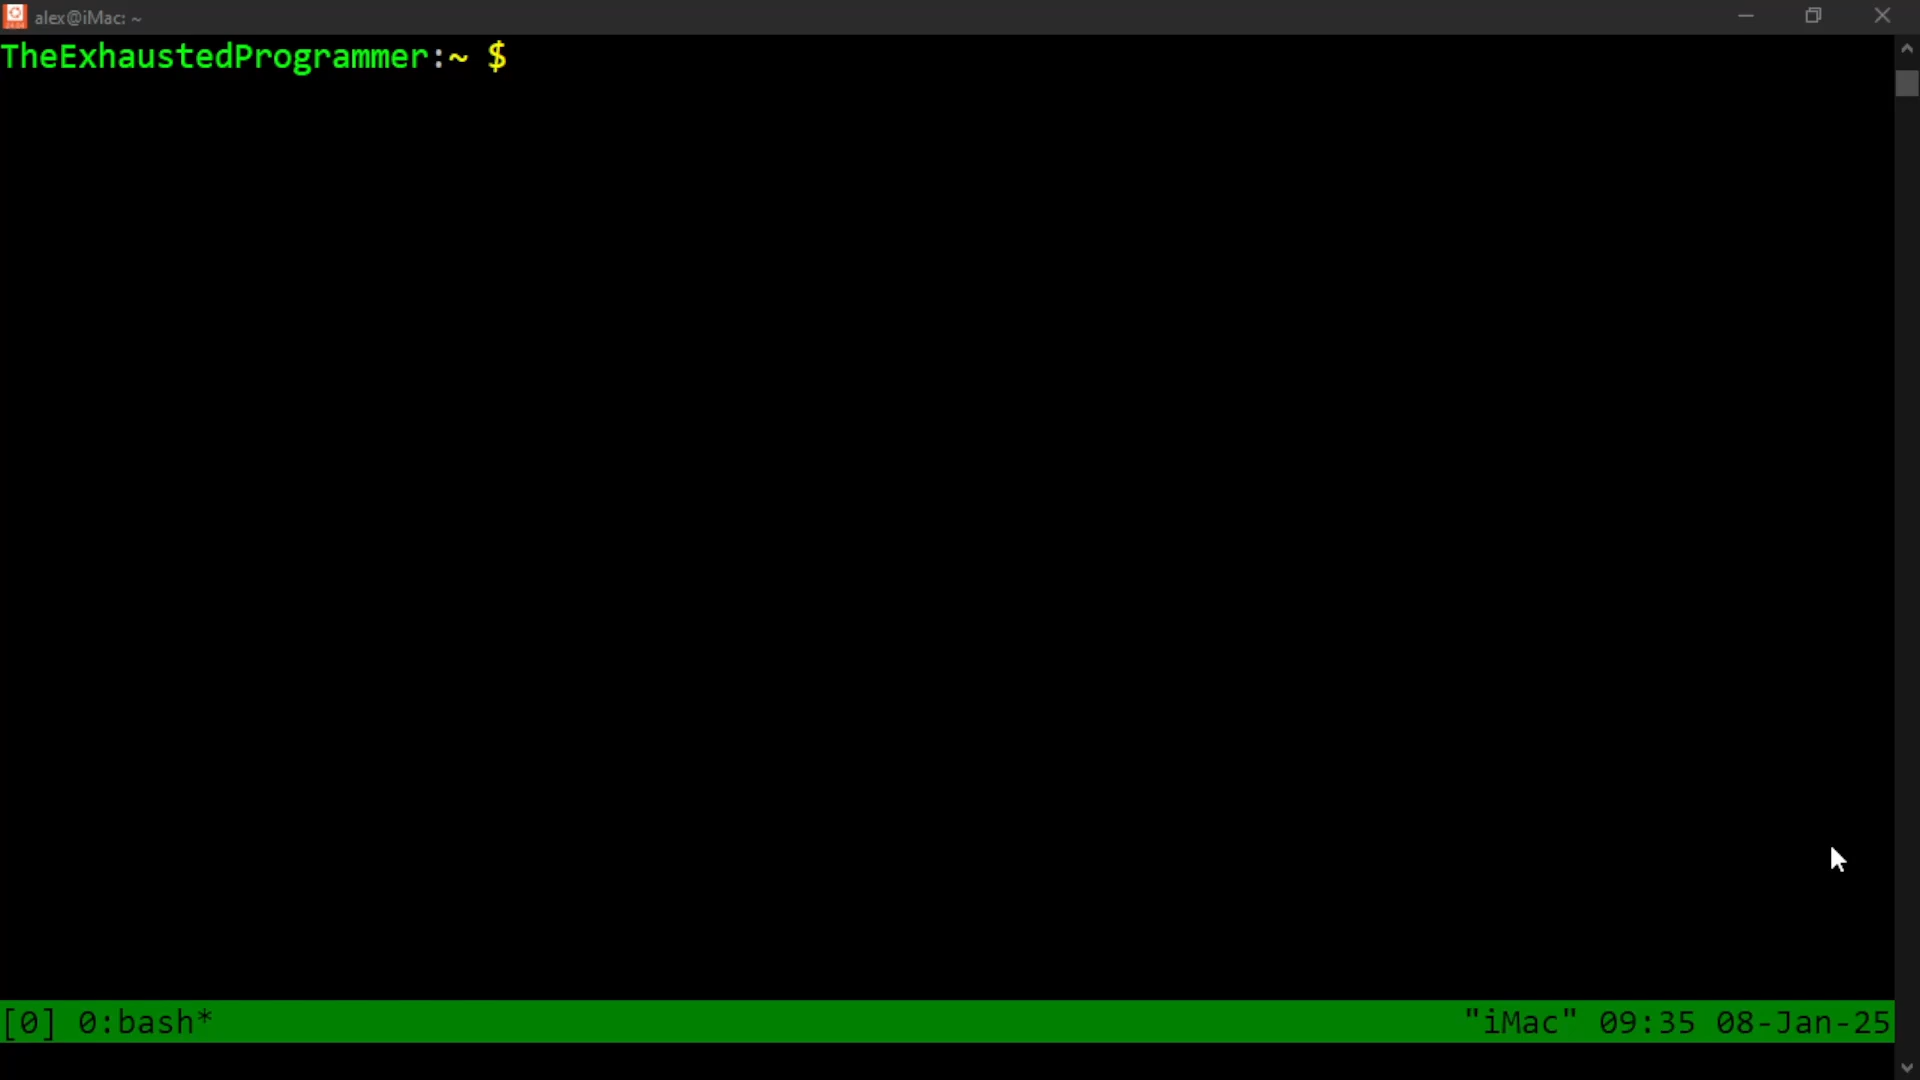 alex@iMac: ~
TheExhaustedProgrammer:~ $
[0] 0:bash* "iMac" 09:35 08-Jan-25